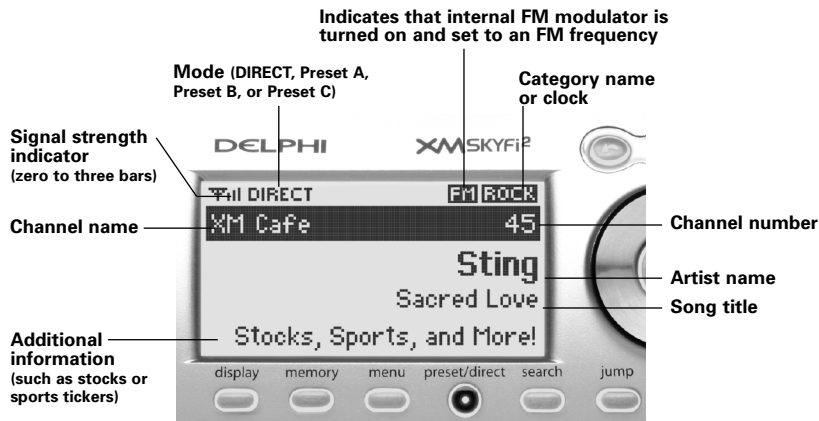 Indicates that internal FM modulator is
turned on and set to an FM frequency
Mode (DIRECT, Preset A,
Preset B, or Preset C)
Category name
or clock
Signal strength
indicator
(zero to three bars)
DELPHI XMSKYFi2
DIRECT FM ROCK
Channel name
XM Cafe 45
Channel number
Sting
Artist name
Sacred Love
Song title
Additional
information
(such as stocks or
sports tickers)
Stocks, Sports, and More!
display memory menu preset/direct search jump